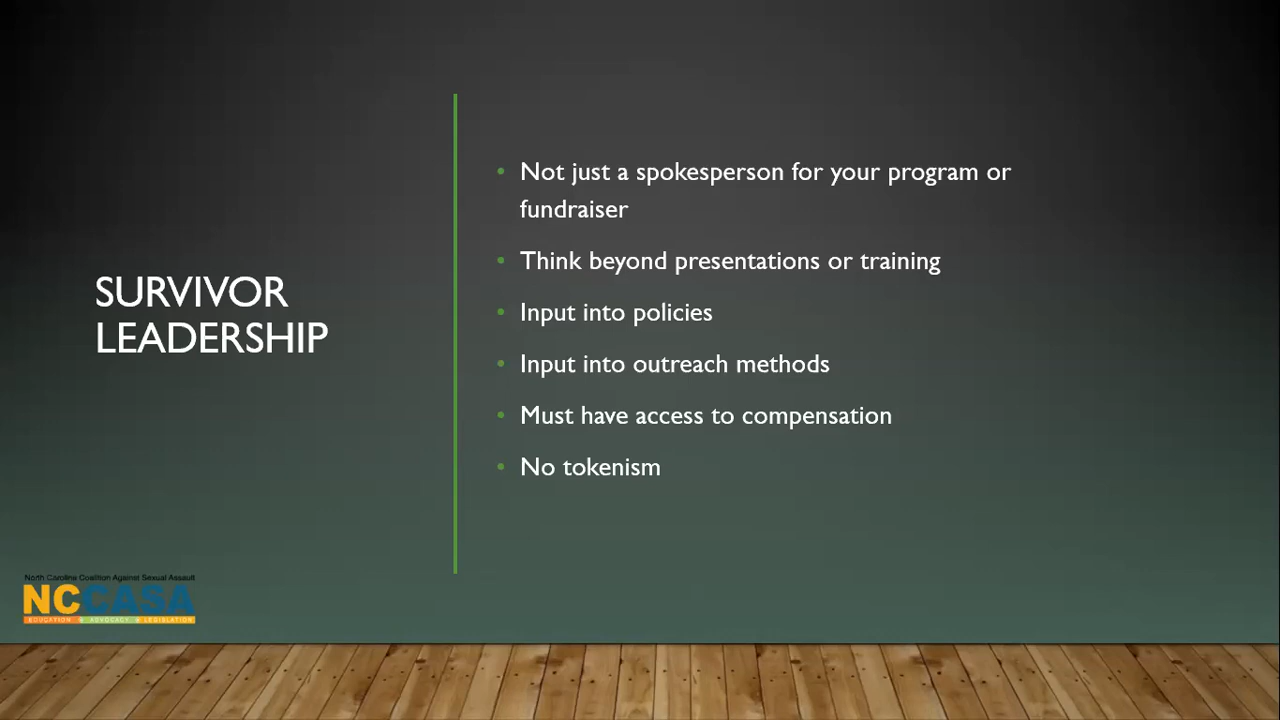 SURVIVOR
LEADERSHIP
• Not just a spokesperson for your program or
fundraiser
• Think beyond presentations or training
• Input into policies
• Input into outreach methods
• Must have access to compensation
• No tokenism
North Carolina Coalition Against Sexual Assault
NCCASA
EDUCATION ADVOCACY LEGISLATION